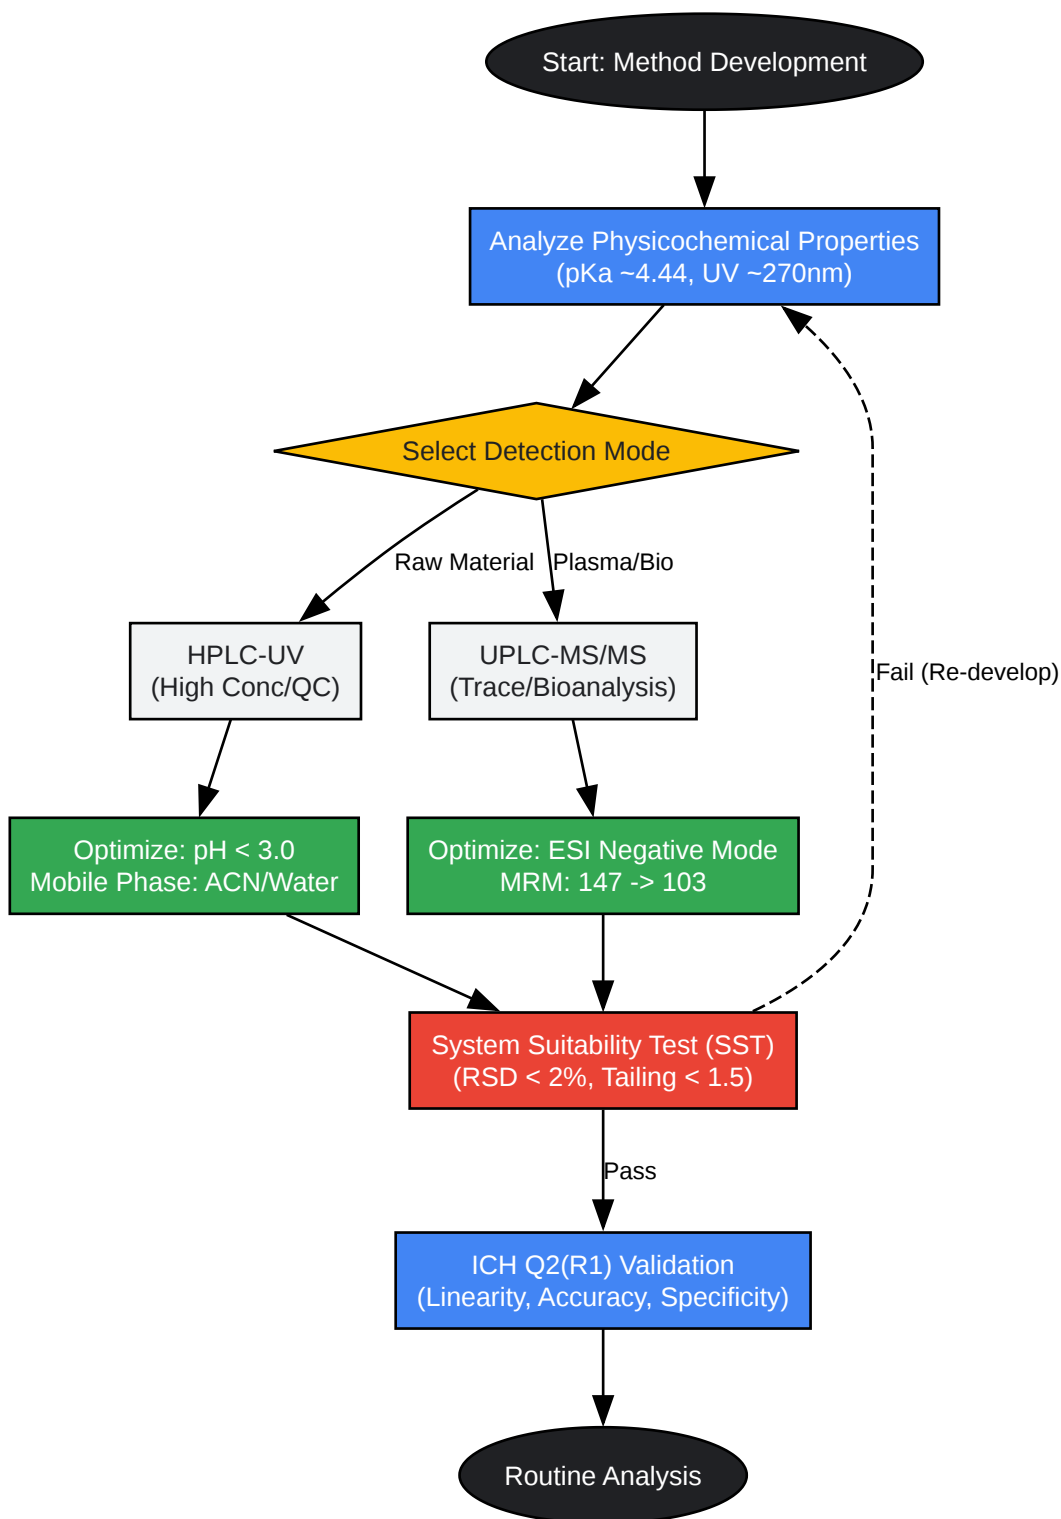 Start: Method Development
Analyze Physicochemical Properties
(pKa ~4.44, UV ~270nm)
Select Detection Mode
Raw Material
Plasma/Bio
HPLC-UV
(High Conc/QC)
UPLC-MS/MS
(Trace/Bioanalysis)
Fail (Re-develop)
Optimize: pH < 3.0
Mobile Phase: ACN/Water
Optimize: ESI Negative Mode
MRM: 147 -> 103
System Suitability Test (SST)
(RSD < 2%, Tailing < 1.5)
Pass
ICH Q2(R1) Validation
(Linearity, Accuracy, Specificity)
Routine Analysis